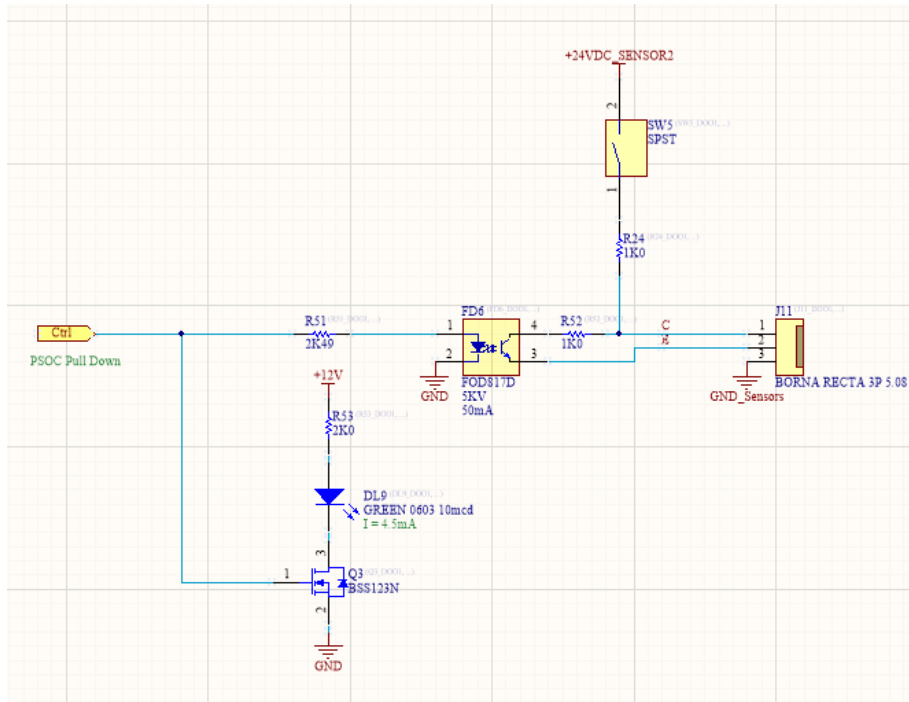 +24VDC_SENSOR2
2
SW5
SPST
1
R24
1K0
Ctrl
PSOC Pull Down
R51
2K49
FD6
1
2
4
3
FOD817D
5KV
50mA
GND
R52
1K0
C
E
J11
1
2
3
BORNA RECTA 3P 5.08
GND_Sensors
+12V
R53
2K0
DL9
GREEN 0603 10mcd
I = 4.5mA
3
1
Q3
BSS123N
2
GND